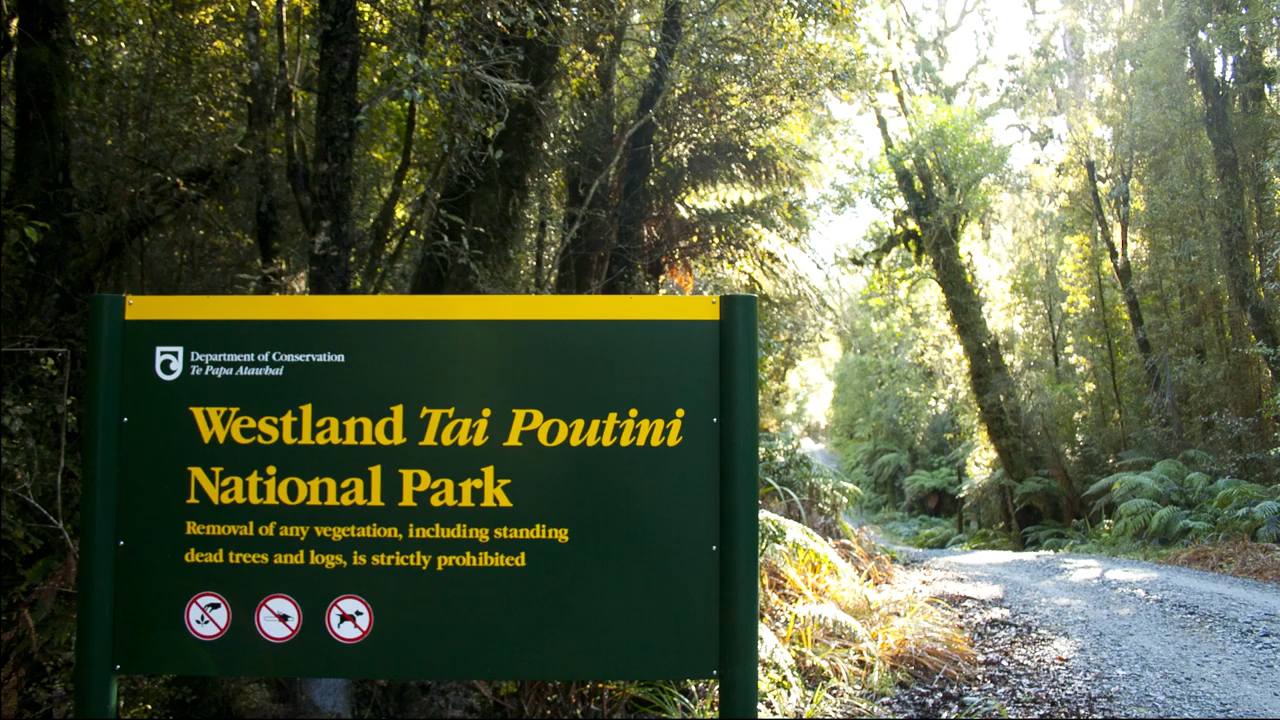 Department of Conservation
Te Papa Atawhai
Westland Tai Poutini
National Park
Removal of any vegetation, including standing
dead trees and logs, is strictly prohibited